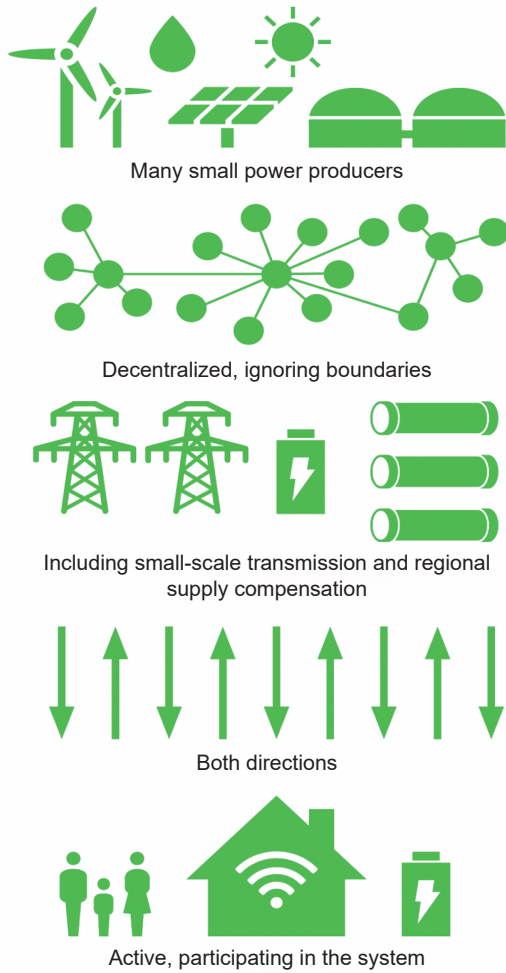 Many small power producers
Decentralized, ignoring boundaries
Including small-scale transmission and regional
supply compensation
Both directions
Active, participating in the system